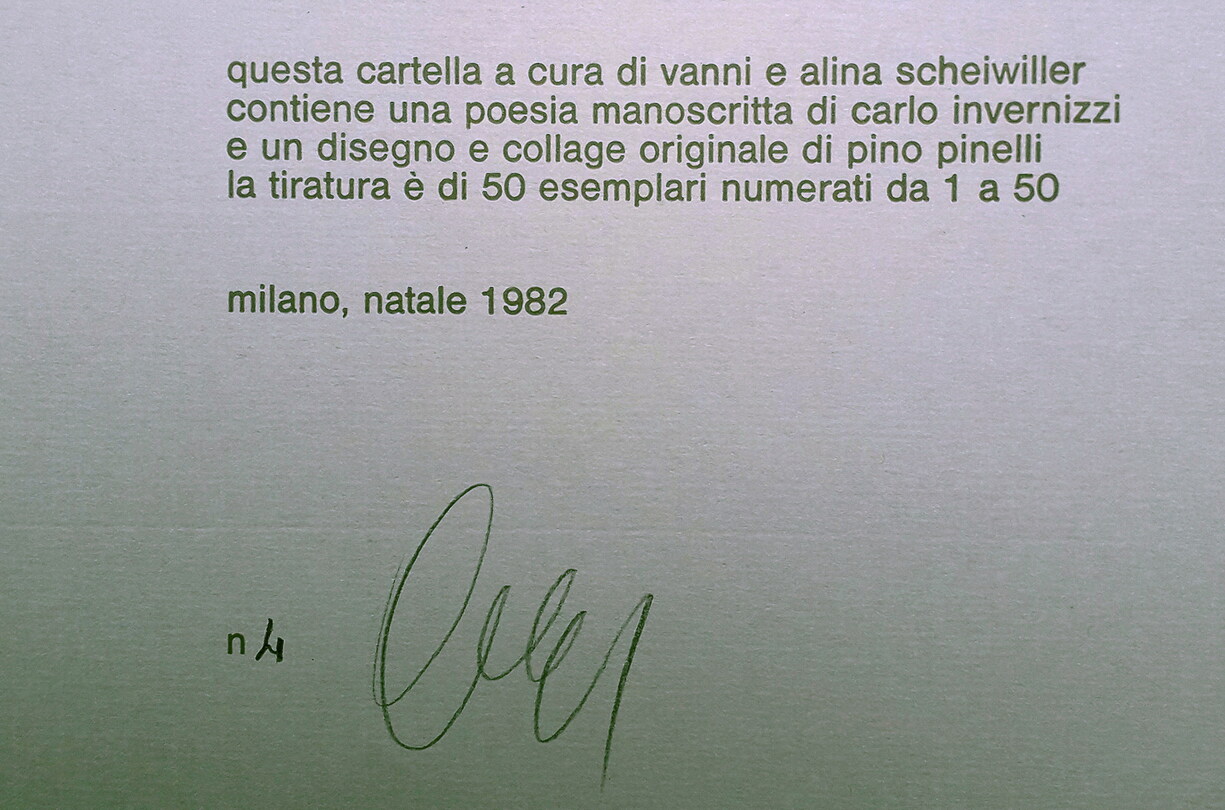 questa cartella a cura di vanni e alina scheiwiller
contiene una poesia manoscritta di carlo invernizzi
e un disegno e collage originale di pino pinelli
la tiratura è di 50 esemplari numerati da 1 a 50
milano, natale 1982
n 4